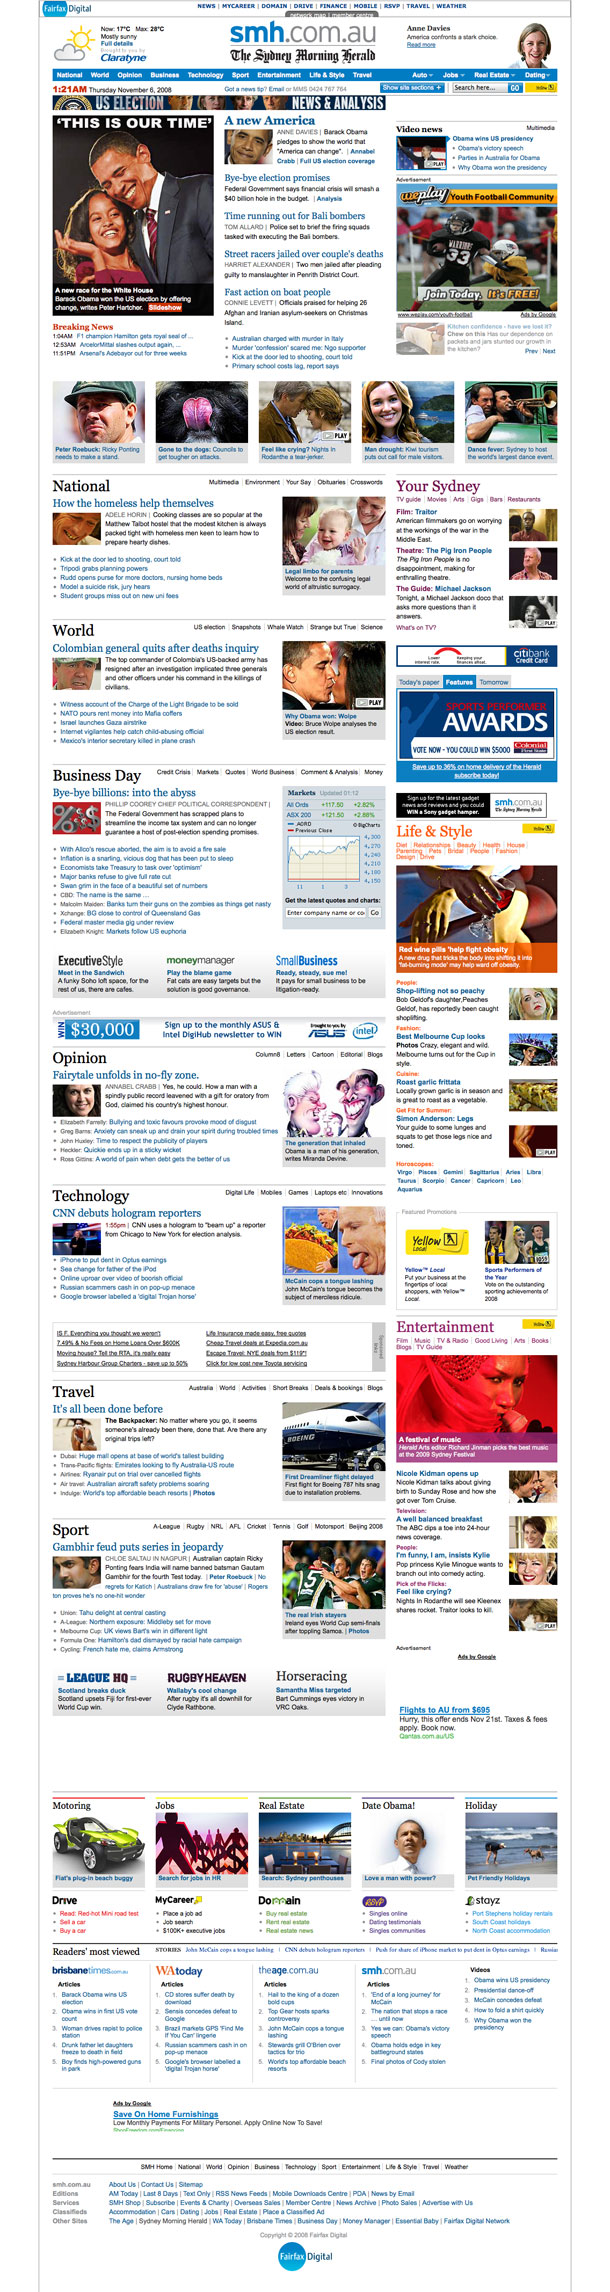 Fairfax Digital
NEWS | MYCAREER | DOMAIN | DRIVE | FINANCE | MOBILE | RSVP | TRAVEL | WEATHER
network map | member centre
Now: 17°C Max: 28°C
Mostly sunny
Full details
Brought to you by
Claratyne
smh.com.au
The Sydney Morning Herald
Anne Davies
America confronts a stark choice.
Read more
National World Opinion Business Technology Sport Entertainment Life & Style Travel Auto Jobs Real Estate Dating
1:21AM Thursday November 6, 2008
Got a news tip? Email or MMS 0424 767 764
Show site sections +
Search here...
GO
US ELECTION NEWS & ANALYSIS
'THIS IS OUR TIME'
A new race for the White House
Barack Obama won the US election by offering
change, writes Peter Hartcher. Slideshow
Breaking News
1:04AM F1 champion Hamilton gets royal seal of ...
12:53AM ArcelorMittal slashes output again, ...
11:51PM Arsenal's Adebayor out for three weeks
A new America
ANNE DAVIES | Barack Obama
pledges to show the world that
"America can change". | Annabel
Crabb | Full US election coverage
Bye-bye election promises
Federal Government says financial crisis will smash a
$40 billion hole in the budget. | Analysis
Time running out for Bali bombers
TOM ALLARD | Police set to brief the firing squads
tasked with executing the Bali bombers.
Street racers jailed over couple's deaths
HARRIET ALEXANDER | Two men jailed after pleading
guilty to manslaughter in Penrith District Court.
Fast action on boat people
CONNIE LEVETT | Officials praised for helping 26
Afghan and Iranian asylum-seekers on Christmas
Island.
Australian charged with murder in Italy
Murder 'confession' scared me: Ngo supporter
Kick at the door led to shooting, court told
Primary school costs lag, report says
Video news
Multimedia
Obama wins US presidency
Obama's victory speech
Parties in Australia for Obama
Why Obama won the presidency
Advertisement
weplay Youth Football Community
WARRIORS
33
Join Today. It's FREE!
www.weplay.com/youth-football
Ads by Google
Kitchen confidence - have we lost it?
Chew on this Has our dependence on
packets and jars stunted our growth in
the kitchen?
Prev | Next
Peter Roebuck: Ricky Ponting
needs to make a stand.
Gone to the dogs: Councils to
get tougher on attacks.
PLAY
Feel like crying? Nights In
Rodanthe a tear-jerker.
Man drought: Kiwi tourism
puts out call for male visitors.
Dance fever: Sydney to host
the world's largest dance event.
National
Multimedia | Environment | Your Say | Obituaries | Crosswords
How the homeless help themselves
ADELE HORIN | Cooking classes are so popular at the
Matthew Talbot hostel that the modest kitchen is always
packed tight with homeless men keen to learn how to
prepare hearty dishes.
Kick at the door led to shooting, court told
Tripodi grabs planning powers
Rudd opens purse for more doctors, nursing home beds
Model a suicide risk, jury hears
Student groups miss out on new uni fees
Legal limbo for parents
Welcome to the confusing legal
world of altruistic surrogacy.
World
US election | Snapshots | Whale Watch | Strange but True | Science
Colombian general quits after deaths inquiry
The top commander of Colombia's US-backed army has
resigned after an investigation implicated three generals
and other officers under his command in the killings of
civilians.
Witness account of the Charge of the Light Brigade to be sold
NATO pours rent money into Mafia coffers
Israel launches Gaza airstrike
Internet vigilantes help catch child-abusing official
Mexico's interior secretary killed in plane crash
PLAY
Why Obama won: Wolpe
Video: Bruce Wolpe analyses the
US election result.
Business Day
Credit Crisis | Markets | Quotes | World Business | Comment & Analysis | Money
Bye-bye billions: into the abyss
PHILLIP COOREY CHIEF POLITICAL CORRESPONDENT |
The Federal Government has scrapped plans to
streamline the income tax system and can no longer
guarantee a host of post-election spending promises.
With Allco's rescue aborted, the aim is to avoid a fire sale
Inflation is a snarling, vicious dog that has been put to sleep
Economists take Treasury to task over 'optimism'
Major banks refuse to give full rate cut
Swan grim in the face of a beautiful set of numbers
CBD: The name is the same ...
Malcolm Maiden: Banks turn their guns on the zombies as things get nasty
Xchange: BG close to control of Queensland Gas
Federal master media gig under review
Elizabeth Knight: Markets follow US euphoria
Markets Updated 01:12
All Ords +117.50 +2.82%
ASX 200 +121.50 +2.88%
.AORD
Previous Close
© BigCharts
4,300
4,270
4,240
4,210
4,180
4,150
11 1 3
Get the latest quotes and charts:
Enter company name or co
Go
ExecutiveStyle
Meet in the Sandwich
A funky Soho loft space, for the
rest of us, there are cafes.
moneymanager
Play the blame game
Fat cats are easy targets but the
solution is good governance.
SmallBusiness
Ready, steady, sue me!
It pays for small business to be
litigation-ready.
Advertisement
WIN $30,000
Sign up to the monthly ASUS &
Intel DigiHub newsletter to WIN
Brought to you by
ASUS
intel
Opinion
Column8 | Letters | Cartoon | Editorial | Blogs
Fairytale unfolds in no-fly zone.
ANNABEL CRABB | Yes, he could. How a man with a
spindly public record leavened with a gift for oratory from
God, claimed his country's highest honour.
Elizabeth Farrelly: Bullying and toxic favours provoke mood of disgust
Greg Barns: Anxiety can sneak up and drain your spirit during troubled times
John Huxley: Time to respect the publicity of players
Heckler: Quickie ends up in a sticky wicket
Ross Gittins: A world of pain when debt gets the better of us
The generation that inhaled
Obama is a man of his generation,
writes Miranda Devine.
Technology
Digital Life | Mobiles | Games | Laptops etc | Innovations
CNN debuts hologram reporters
1:55pm | CNN uses a hologram to "beam up" a reporter
from Chicago to New York for election analysis.
iPhone to put dent in Optus earnings
Sea change for father of the iPod
Online uproar over video of boorish official
Russian scammers cash in on pop-up menace
Google browser labelled a 'digital Trojan horse'
McCain cops a tongue lashing
John McCain's tongue becomes the
subject of merciless ridicule.
IS F. Everything you thought we weren't
7.49% & No Fees on Home Loans Over $600K
Moving house? Tell the RTA, it's really easy
Sydney Harbour Group Charters - save up to 50%
Life Insurance made easy, free quotes
Cheap Travel deals at Expedia.com.au
Escape Travel: NYE deals from $119*!
Click for low cost new Toyota servicing
Sponsored links
Travel
Australia | World | Activities | Short Breaks | Deals & bookings | Blogs
It's all been done before
The Backpacker: No matter where you go, it seems
someone's already been there, done that. Are there any
original trips left?
Dubai: Huge mall opens at base of world's tallest building
Trans-Pacific flights: Emirates looking to fly Australia-US route
Airlines: Ryanair put on trial over cancelled flights
Air travel: Australian aircraft safety problems soaring
Indulge: World's top affordable beach resorts | Photos
BOEING
First Dreamliner flight delayed
First flight for Boeing 787 hits snag
due to installation problems.
Sport
A-League | Rugby | NRL | AFL | Cricket | Tennis | Golf | Motorsport | Beijing 2008
Gambhir feud puts series in jeopardy
CHLOE SALTAU IN NAGPUR | Australian captain Ricky
Ponting fears India will name banned batsman Gautam
Gambhir for the fourth Test today. | Peter Roebuck | No
regrets for Katich | Australians draw fire for 'abuse' | Rogers
ton proves he's no one-hit wonder
Union: Tahu delight at central casting
A-League: Northern exposure: Middleby set for move
Melbourne Cup: UK views Bart's win in different light
Formula One: Hamilton's dad dismayed by racial hate campaign
Cycling: French hate me, claims Armstrong
The real Irish stayers
Ireland eyes World Cup semi-finals
after toppling Samoa. | Photos
LEAGUE HQ
Scotland breaks duck
Scotland upsets Fiji for first-ever
World Cup win.
RUGBYHEAVEN
Wallaby's cool change
After rugby it's all downhill for
Clyde Rathbone.
Horseracing
Samantha Miss targeted
Bart Cummings eyes victory in
VRC Oaks.
Your Sydney
TV guide | Movies | Arts | Gigs | Bars | Restaurants
Film: Traitor
American filmmakers go on worrying
at the wombles of the war in the
Middle East.
Theatre: The Pig Iron People
The Pig Iron People is no
disappointment, making for
enthralling theatre.
The Guide: Michael Jackson
Tonight, a Michael Jackson doco that
asks more questions than it
answers.
What's on TV?
PLAY
Lower interest rate.
Keeping your finances afloat.
citibank
Credit Card
Today's paper Features Tomorrow
SPORTS PERFORMER
AWARDS
VOTE NOW - YOU COULD WIN $5000
Colonial First State
Save up to 36% on home delivery of the Herald
subscribe today!
Sign up for the latest gadget
news and reviews and you could
WIN a Sony gadget hamper.
smh.com.au
The Sydney Morning Herald
Life & Style
Diet | Relationships | Beauty | Health | House
Parenting | Pets | Bridal | People | Fashion
Design | Drive
Red wine pills 'help fight obesity
A new drug that tricks the body into shifting it into
'fat-burning mode' may help ward off obesity.
People:
Shop-lifting not so peachy
Bob Geldof's daughter,Peaches
Geldof, has reportedly been caught
shoplifting.
Fashion:
Best Melbourne Cup looks
Photos Crazy, elegant and wild.
Melbourne turns out for the Cup in
style.
Cuisine:
Roast garlic frittata
Locally grown garlic is in season and
is great to roast as a vegetable.
Get Fit for Summer:
Simon Anderson: Legs
Your guide to some lunges and
squats to get those legs nice and
toned.
PLAY
Horoscopes:
Virgo | Pisces | Gemini | Sagittarius | Aries | Libra
Taurus | Scorpio | Cancer | Capricorn | Leo
Aquarius
Featured Promotions
Yellow Local
Yellow™ Local
Put your business at the
fingertips of local
shoppers, with Yellow™
Local.
Sports Performers of
the Year
Vote on the outstanding
sporting achievements of
2008
Entertainment
Film | Music | TV & Radio | Good Living | Arts | Books
Blogs | TV Guide
A festival of music
Herald Arts editor Richard Jinman picks the best music
at the 2009 Sydney Festival
Nicole Kidman opens up
Nicole Kidman talks about giving
birth to Sunday Rose and how she
got over Tom Cruise.
Television:
A well balanced breakfast
The ABC dips a toe into 24-hour
news coverage.
People:
I'm funny, I am, insists Kylie
Pop princess Kylie Minogue wants to
branch out into comedy acting.
Pick of the Flicks:
Feel like crying?
Nights In Rodanthe will see Kleenex
shares rocket. Traitor looks to kill.
PLAY
Advertisement
Ads by Google
Flights to AU from $695
Hurry, this offer ends Nov 21st. Taxes & fees
apply. Book now.
Qantas.com.au/US
Motoring
Fiat's plug-in beach buggy
Jobs
Search for jobs in HR
Real Estate
Search: Sydney penthouses
Date Obama!
Love a man with power?
Holiday
Pet Friendly Holidays
Drive
Read: Red-hot Mini road test
Sell a car
Buy a car
MyCareer
Place a job ad
Job search
$100K+ executive jobs
Domain
Buy real estate
Rent real estate
Real estate news
RSVP
Singles online
Dating testimonials
Singles communities
stayz
Port Stephens holiday rentals
South Coast holidays
North Coast accommodation
Readers' most viewed
STORIES John McCain cops a tongue lashing | CNN debuts hologram reporters | Push for share of iPhone market to put dent in Optus earnings | Russia
brisbanetimes.com.au
Articles
1. Barack Obama wins US
election
2. Obama wins in first US vote
count
3. Woman drives rapist to police
station
4. Drunk father let daughters
freeze to death in field
5. Boy finds high-powered guns
in park
WAtoday
Articles
1. CD stores suffer death by
download
2. Sensis concedes defeat to
Google
3. Brazil markets GPS 'Find Me
If You Can' lingerie
4. Russian scammers cash in on
pop-up menace
5. Google's browser labelled a
'digital Trojan horse'
theage.com.au
Articles
1. Hail to the king of a dozen
bold cups
2. Top Gear hosts sparks
controversy
3. John McCain cops a tongue
lashing
4. Stewards grill O'Brien over
tactics for trio
5. World's top affordable beach
resorts
smh.com.au
Articles
1. 'End of a long journey' for
McCain
2. The nation that stops a race
... until now
3. Yes we can: Obama's victory
speech
4. Obama holds edge in key
battleground states
5. Final photos of Cody stolen
Videos
1. Obama wins US presidency
2. Presidential dance-off
3. McCain concedes defeat
4. How to fold a shirt quickly
5. Why Obama won the
presidency
Ads by Google
Save On Home Furnishings
Low Monthly Payments For Military Personel. Apply Online Now To Save!
SMH Home | National | World | Opinion | Business | Technology | Sport | Entertainment | Life & Style | Travel | Weather
smh.com.au About Us | Contact Us | Sitemap
Editions AM Today | Last 8 Days | Text Only | RSS News Feeds | Mobile Downloads Centre | PDA | News by Email
Services SMH Shop | Subscribe | Events & Charity | Overseas Sales | Member Centre | News Archive | Photo Sales | Advertise with Us
Classifieds Accommodation | Cars | Dating | Jobs | Real Estate | Place a Classified Ad
Other Sites The Age | Sydney Morning Herald | WA Today | Brisbane Times | Business Day | Money Manager | Essential Baby | Fairfax Digital Network
Copyright © 2008 Fairfax Digital
Fairfax Digital